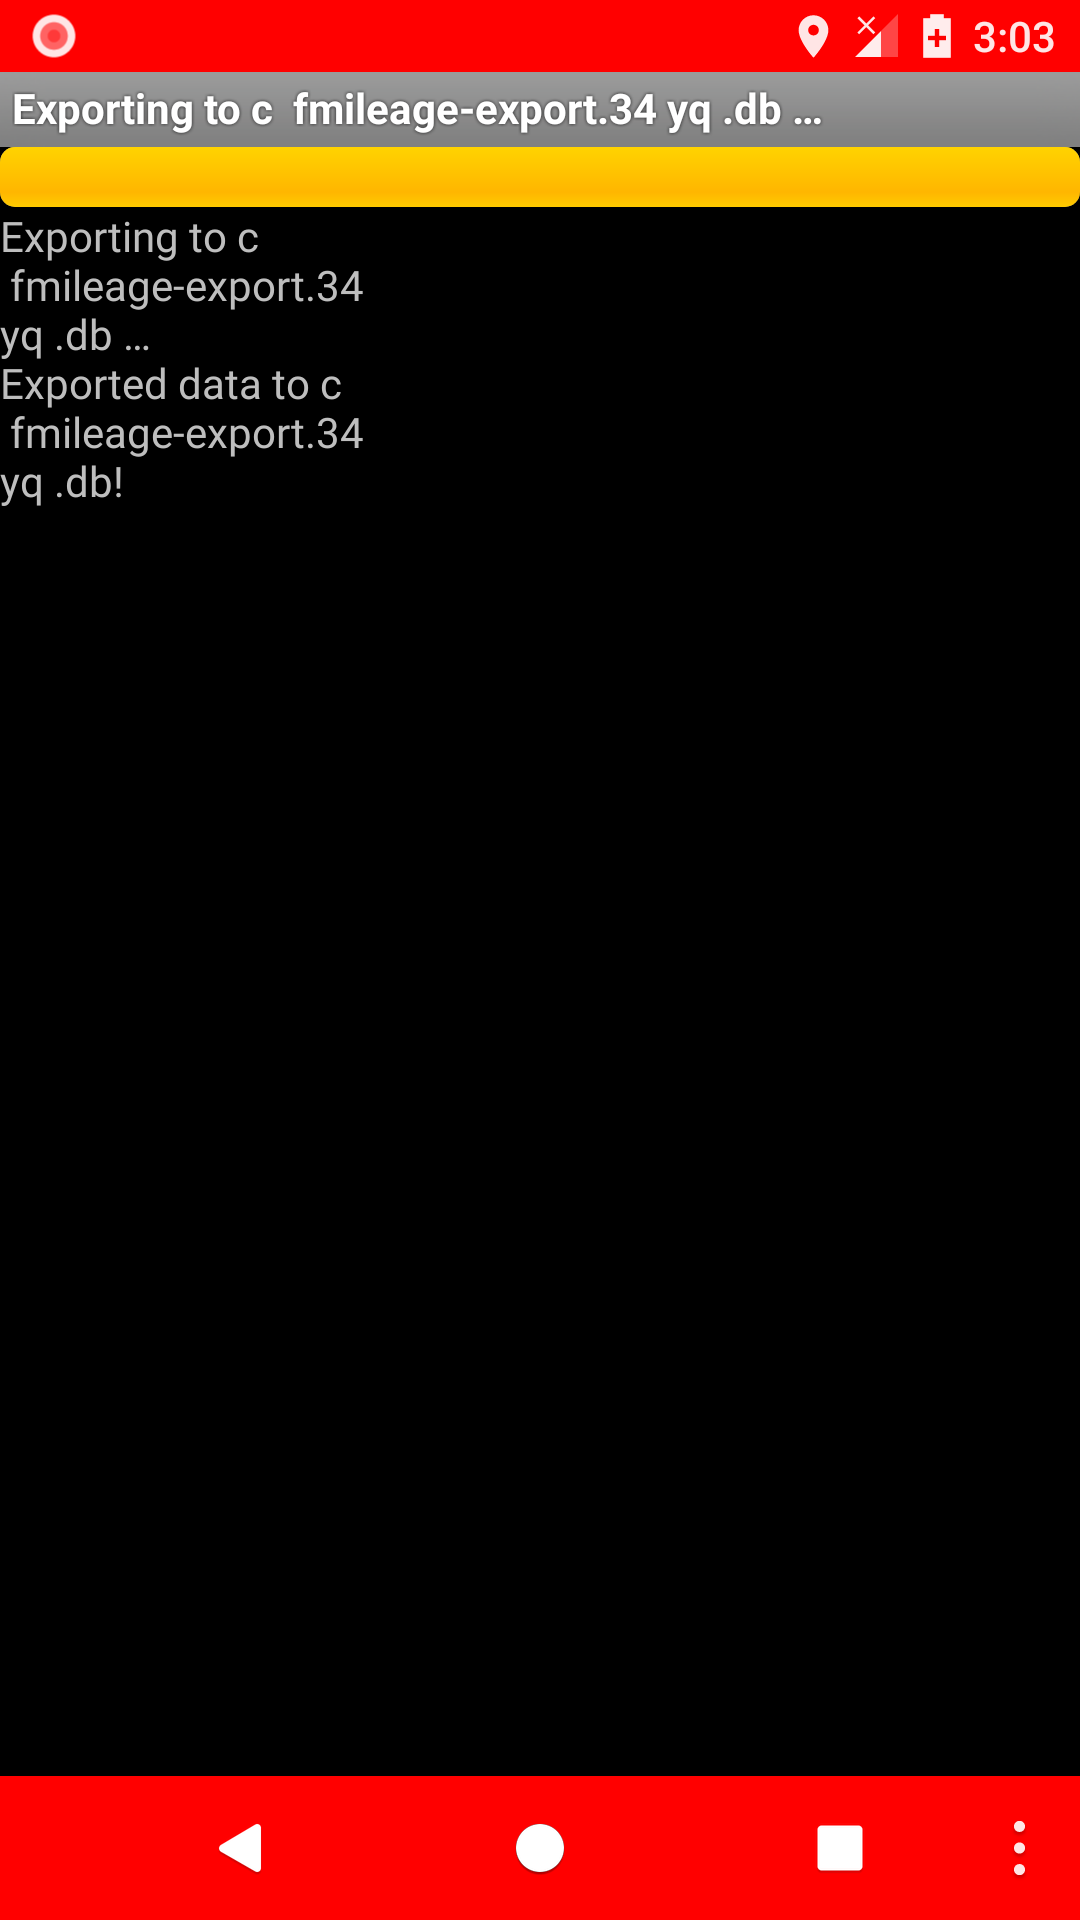 3:03
Exporting to c  fmileage-export.34 yq .db ...
Exporting to c
 fmileage-export.34
yq .db ...
Exported data to c
 fmileage-export.34
yq .db!